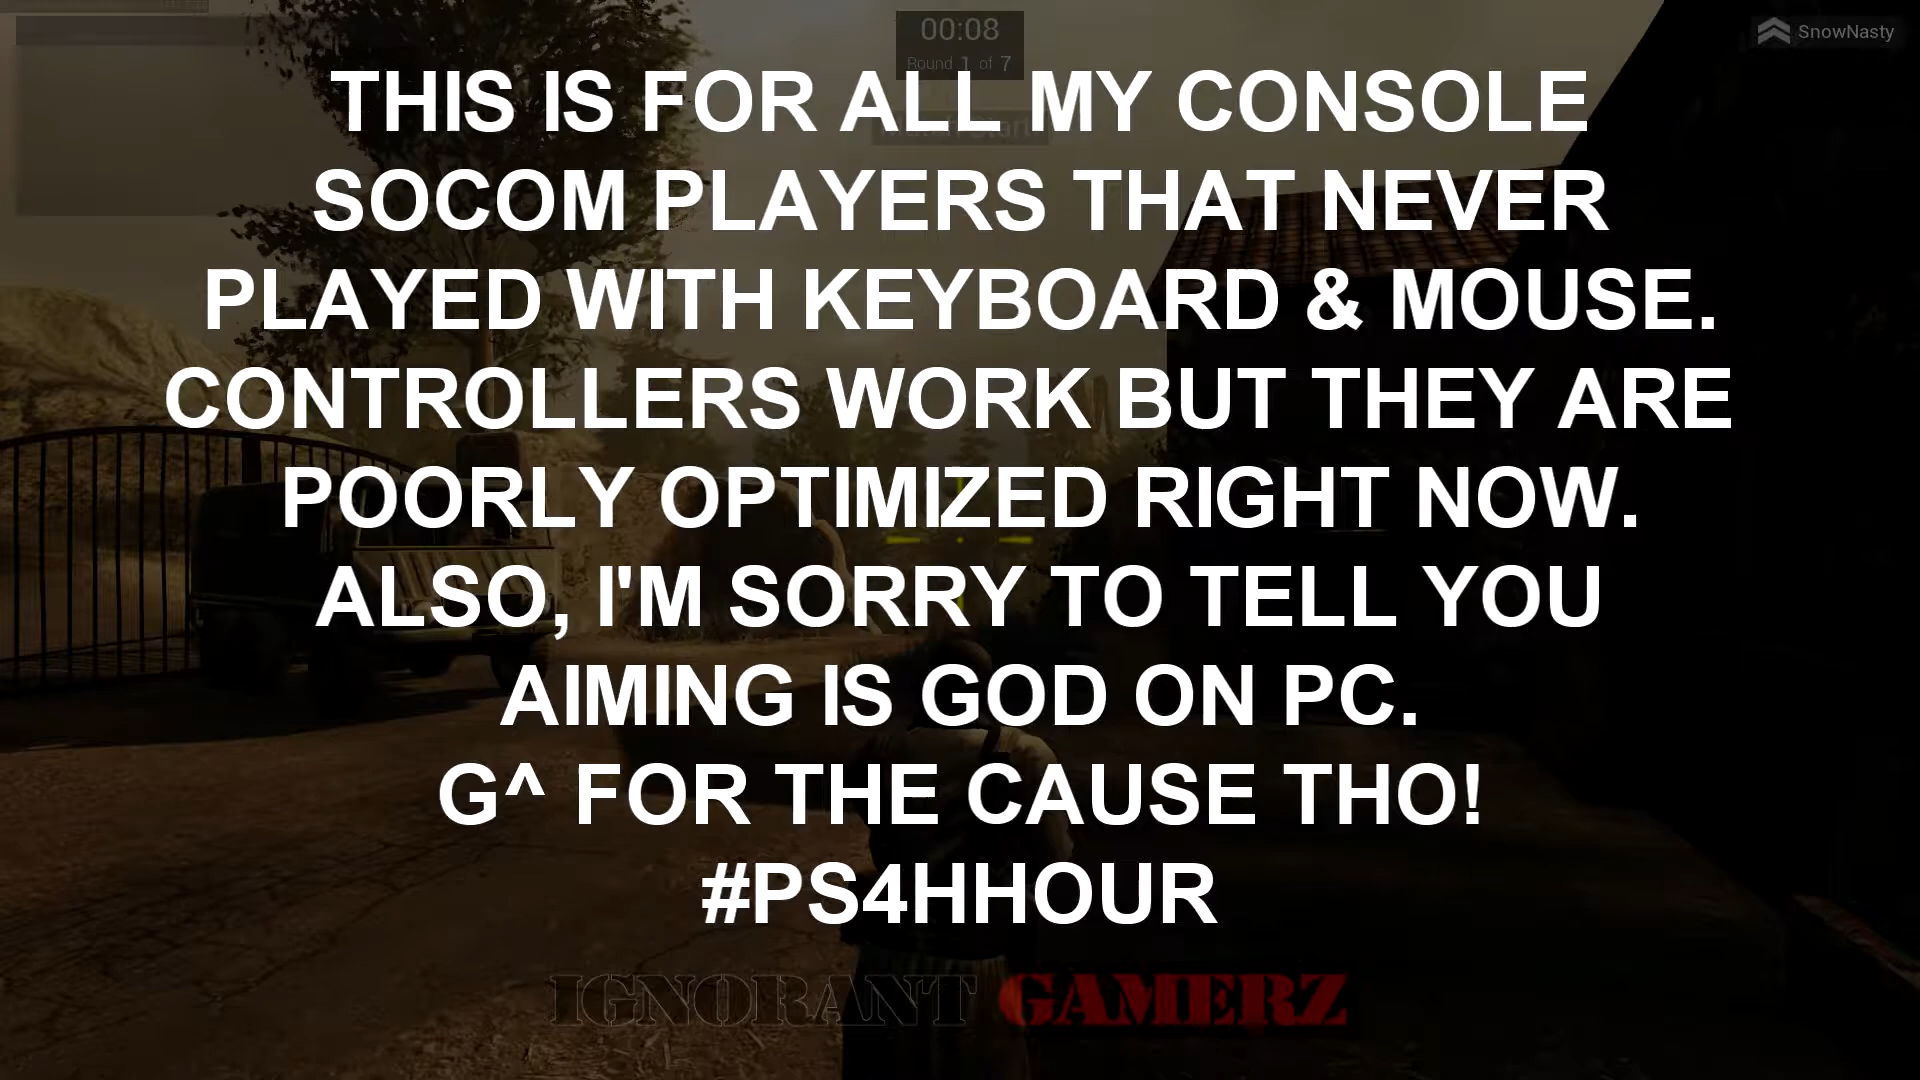 00:08
Round 1 of 7
SnowNasty
THIS IS FOR ALL MY CONSOLE
SOCOM PLAYERS THAT NEVER
PLAYED WITH KEYBOARD & MOUSE.
CONTROLLERS WORK BUT THEY ARE
POORLY OPTIMIZED RIGHT NOW.
ALSO, I'M SORRY TO TELL YOU
AIMING IS GOD ON PC.
G^ FOR THE CAUSE THO!
#PS4HHOUR
IGNORANT GAMERZ